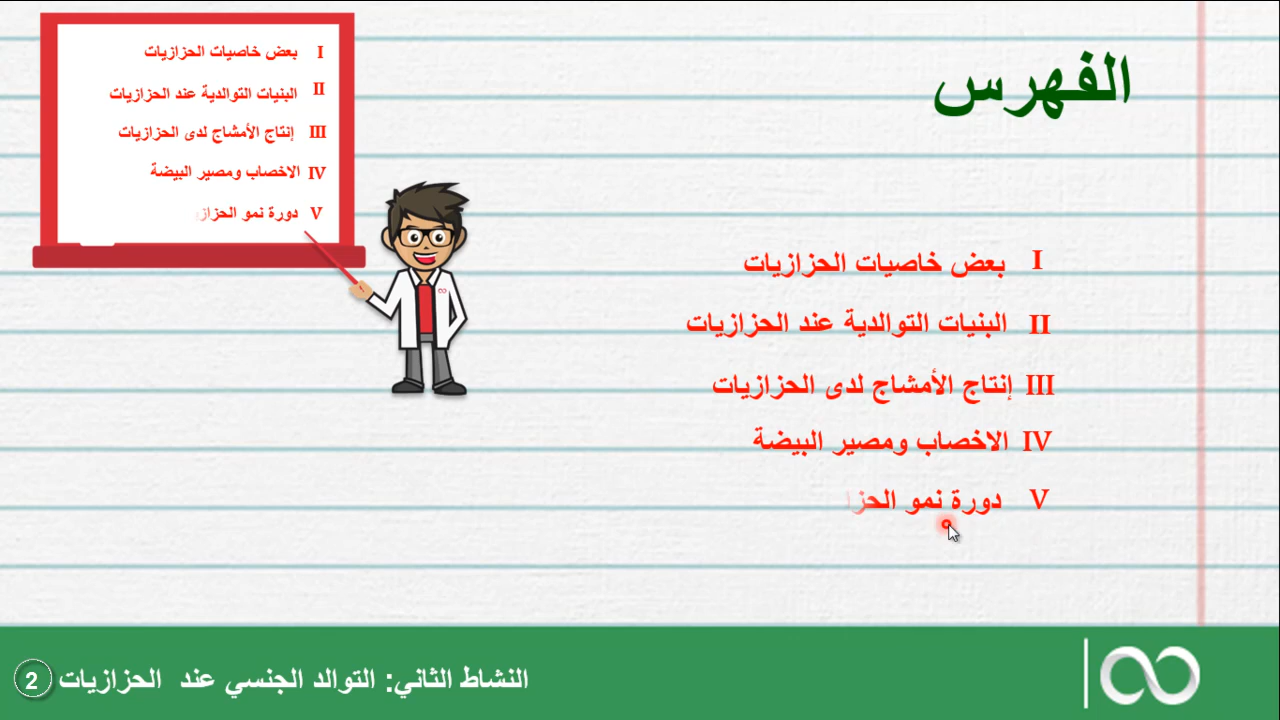 الفهرس
I بعض خاصيات الحزازيات
II البنيات التوالدية عند الحزازيات
III إنتاج الأمشاج لدى الحزازيات
IV الاخصاب ومصير البيضة
V دورة نمو
I بعض خاصيات الحزازيات
II البنيات التوالدية عند الحزازيات
III إنتاج الأمشاج لدى الحزازيات
IV الاخصاب ومصير البيضة
V دورة نمو
النشاط الثاني: التوالد الجنسي عند الحزازيات 2